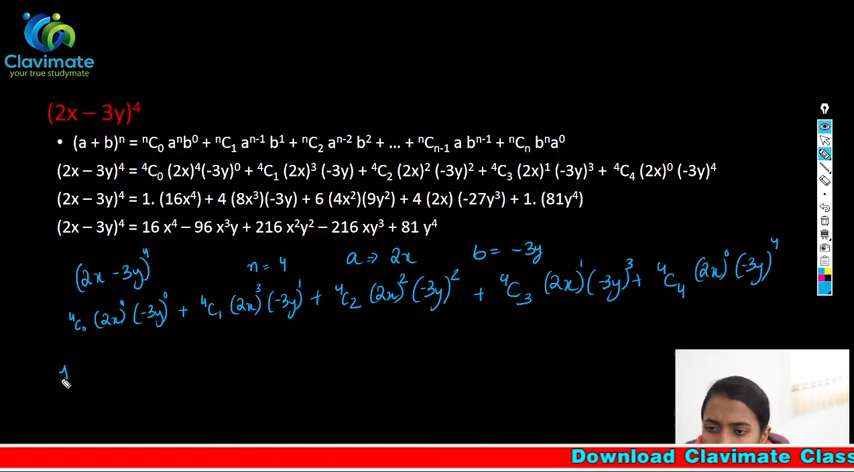 Clavimate
your true studymate
(2x – 3y)⁴
• (a + b)ⁿ = ⁿC₀ aⁿb⁰ + ⁿC₁ aⁿ⁻¹ b¹ + ⁿC₂ aⁿ⁻² b² + ... + ⁿCₙ₋₁ a bⁿ⁻¹ + ⁿCₙ bⁿa⁰
(2x – 3y)⁴ = ⁴C₀ (2x)⁴(-3y)⁰ + ⁴C₁ (2x)³ (-3y) + ⁴C₂ (2x)² (-3y)² + ⁴C₃ (2x)¹ (-3y)³ + ⁴C₄ (2x)⁰ (-3y)⁴
(2x – 3y)⁴ = 1. (16x⁴) + 4 (8x³)(-3y) + 6 (4x²)(9y²) + 4 (2x) (-27y³) + 1. (81y⁴)
(2x – 3y)⁴ = 16 x⁴ – 96 x³y + 216 x²y² – 216 xy³ + 81 y⁴
(2x - 3y)⁴ n = 4 a ⇒ 2x b = -3y
⁴C₀ (2x)⁴ (-3y)⁰ + ⁴C₁ (2x)³ (-3y)¹ + ⁴C₂ (2x)² (-3y)² + ⁴C₃ (2x)¹ (-3y)³ + ⁴C₄ (2x)⁰ (-3y)⁴
1
Download Clavimate Class